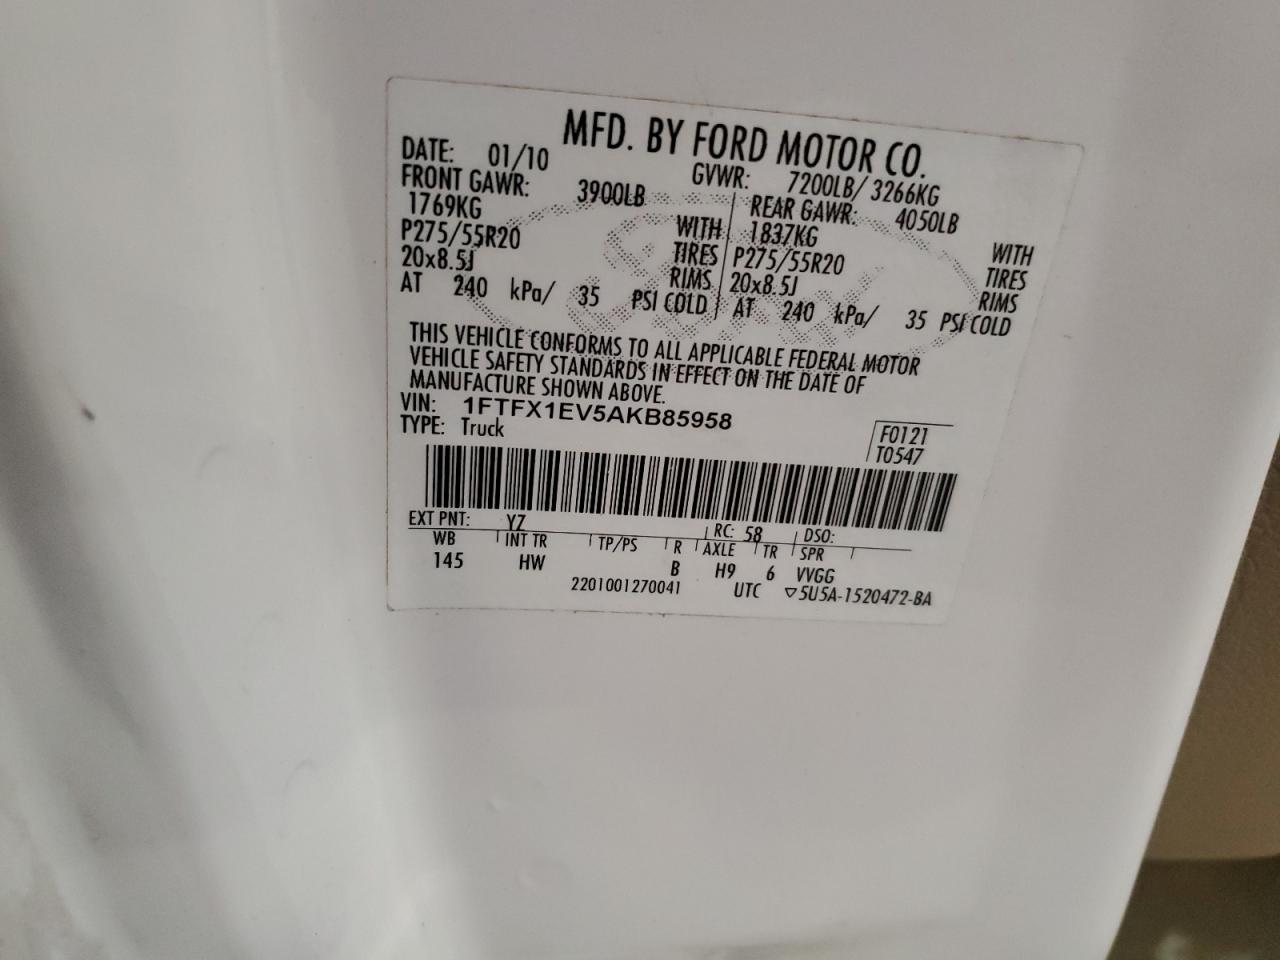 MFD. BY FORD MOTOR CO.
DATE: 01/10 GVWR: 7200LB/ 3266KG
FRONT GAWR: 3900LB REAR GAWR: 4050LB
1769KG WITH 1837KG WITH
P275/55R20 TIRES P275/55R20 TIRES
20x8.5J RIMS 20x8.5J RIMS
AT 240 kPa/ 35 PSI COLD AT 240 kPa/ 35 PSI COLD
THIS VEHICLE CONFORMS TO ALL APPLICABLE FEDERAL MOTOR
VEHICLE SAFETY STANDARDS IN EFFECT ON THE DATE OF
MANUFACTURE SHOWN ABOVE.
VIN: 1FTFX1EV5AKB85958
TYPE: Truck
F0121
T0547
EXT PNT: YZ RC: 58 DSO:
WB INT TR TP/PS R AXLE TR SPR
145 HW B H9 6 VVGG
2201001270041 UTC ▽5U5A-1520472-BA